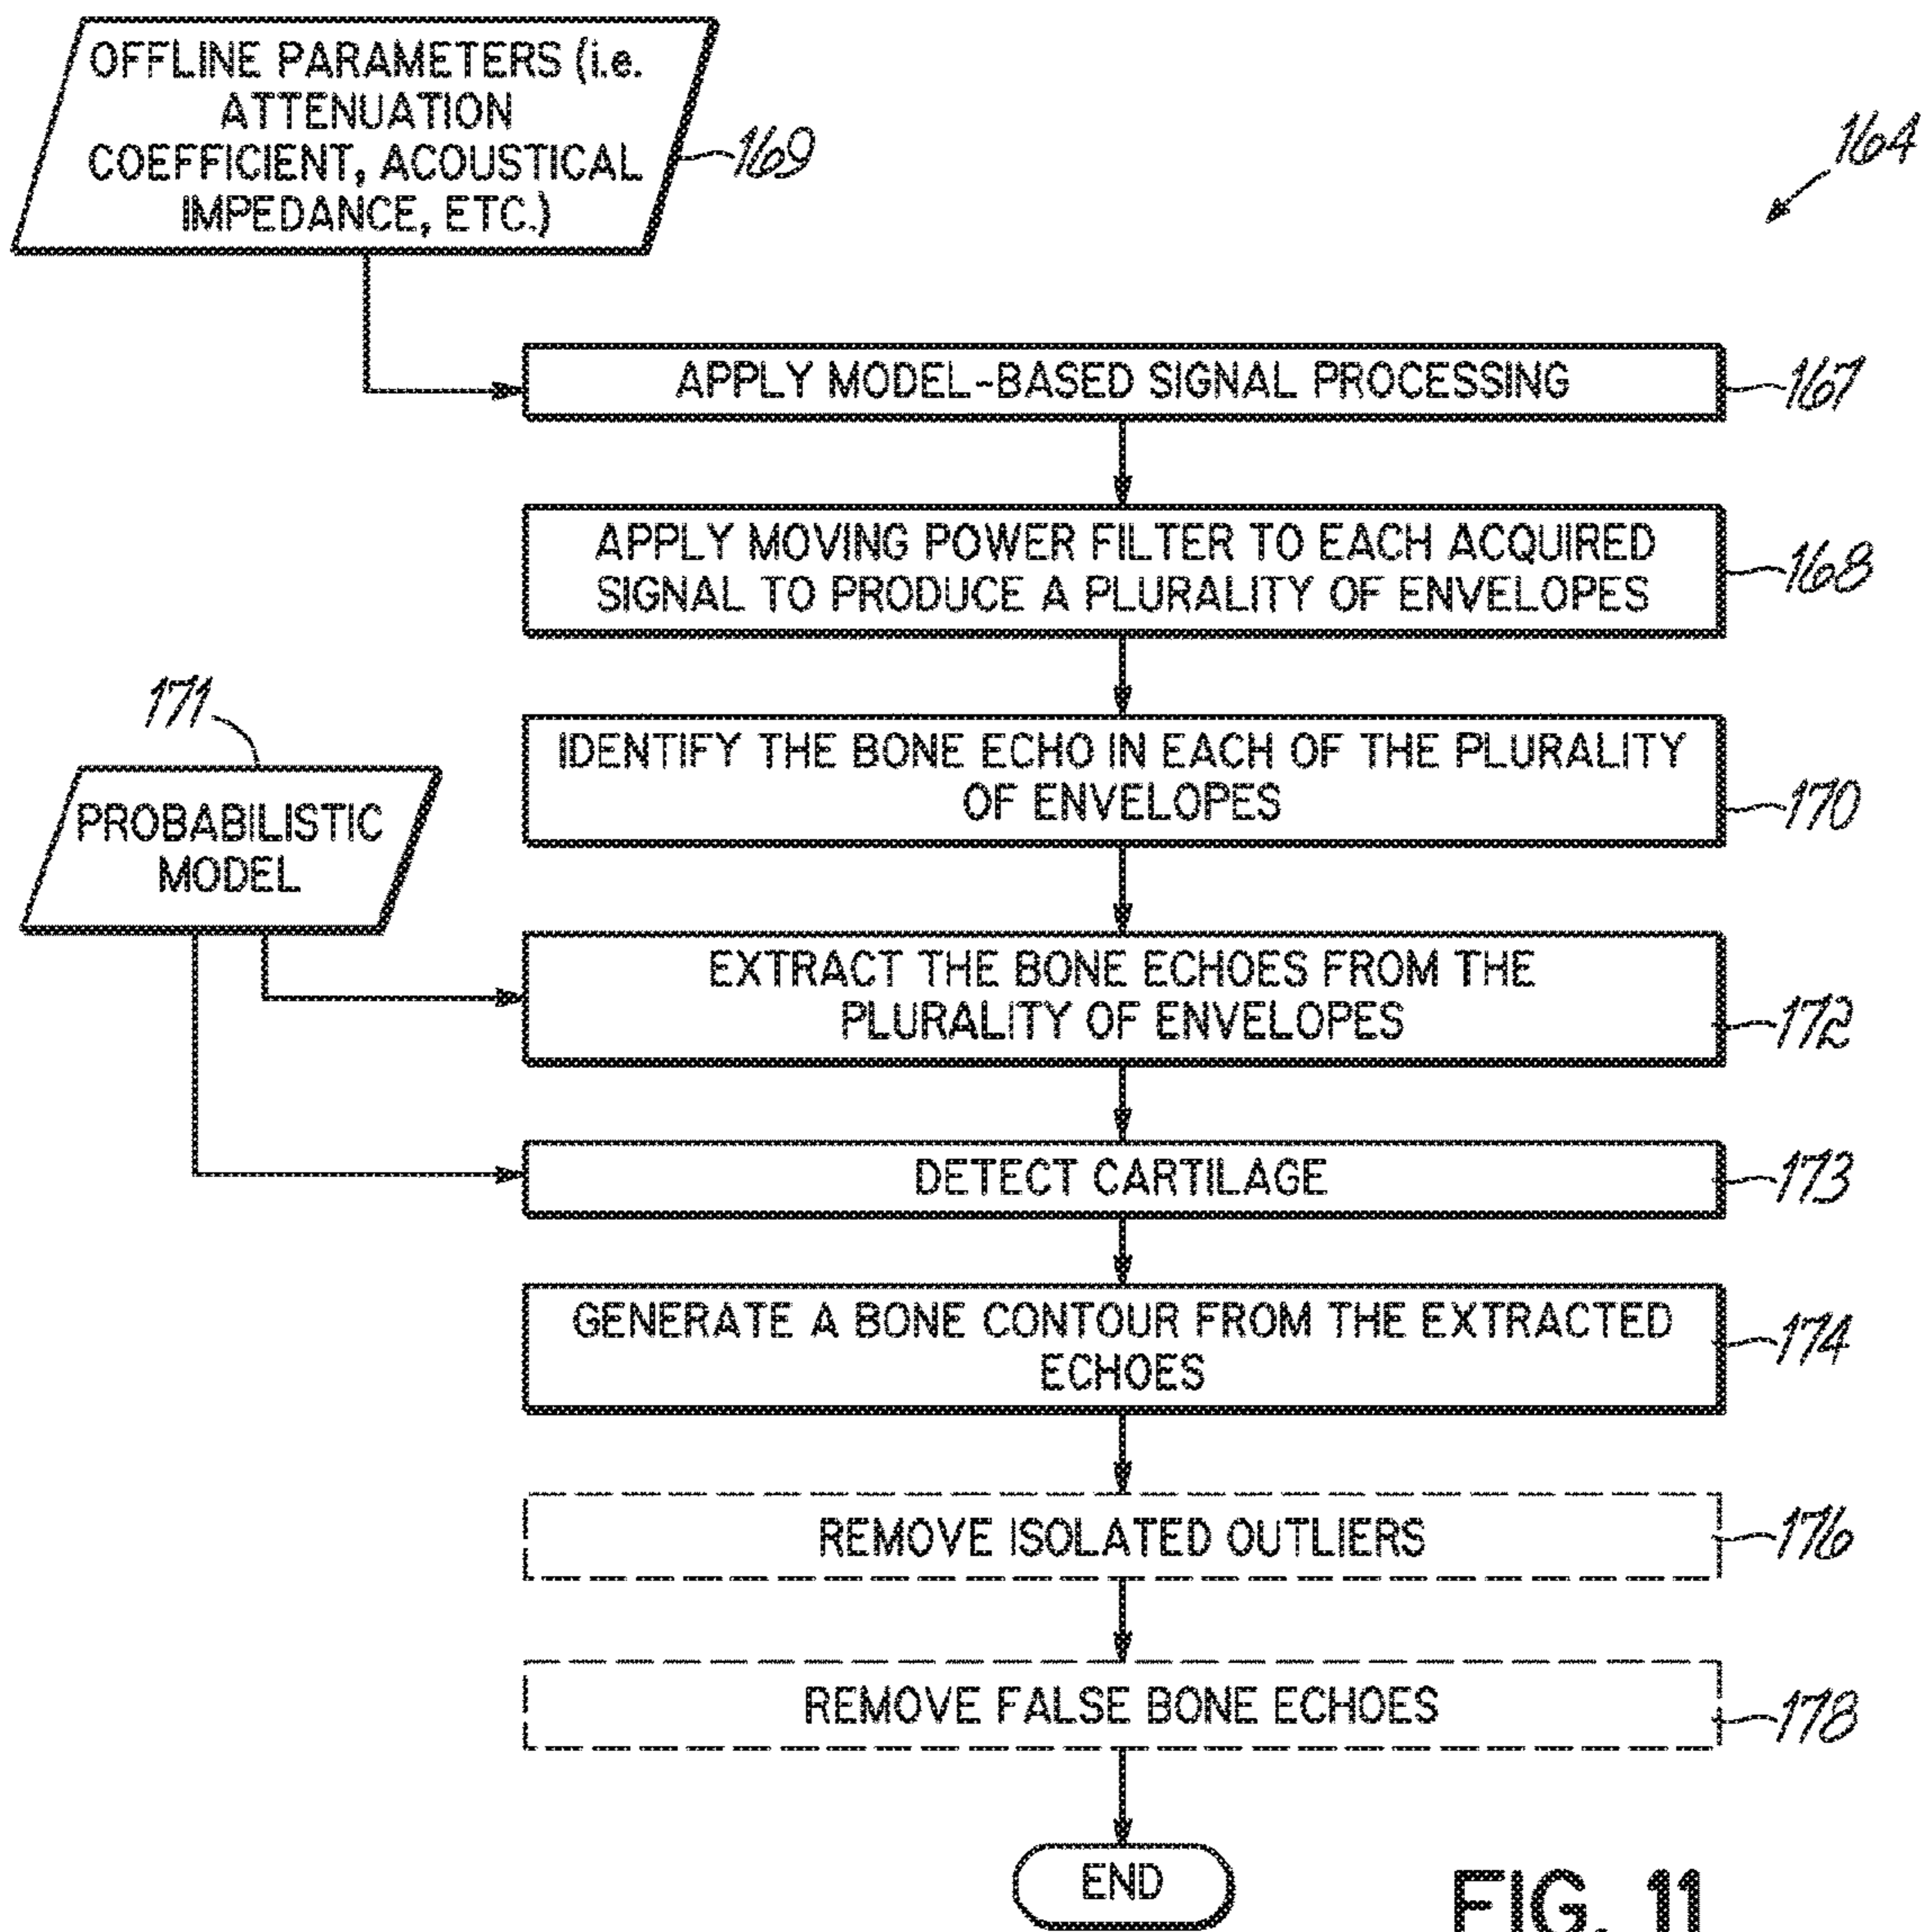 OFFLINE PARAMETERS (i.e.
ATTENUATION
COEFFICIENT, ACOUSTICAL
IMPEDANCE, ETC.)
169
164
APPLY MODEL-BASED SIGNAL PROCESSING
167
APPLY MOVING POWER FILTER TO EACH ACQUIRED
SIGNAL TO PRODUCE A PLURALITY OF ENVELOPES
168
171
IDENTIFY THE BONE ECHO IN EACH OF THE PLURALITY
OF ENVELOPES
170
PROBABILISTIC
MODEL
EXTRACT THE BONE ECHOES FROM THE
PLURALITY OF ENVELOPES
172
DETECT CARTILAGE
173
GENERATE A BONE CONTOUR FROM THE EXTRACTED
ECHOES
174
REMOVE ISOLATED OUTLIERS
176
REMOVE FALSE BONE ECHOES
178
END
FIG. 11